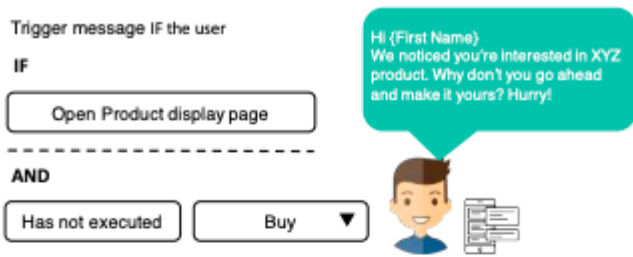 Trigger message IF the user
IF
Open Product display page
AND
Has not executed
Buy
Hi {First Name}
We noticed you're interested in XYZ
product. Why don't you go ahead
and make it yours? Hurry!